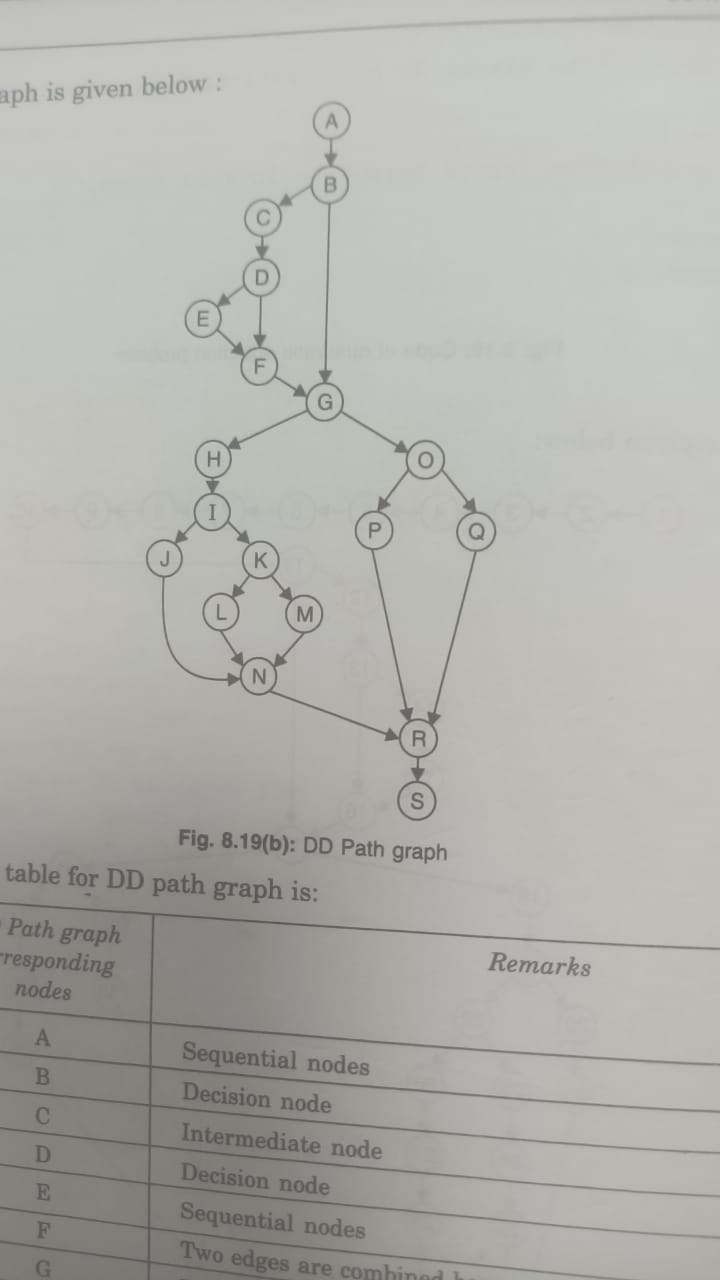 aph is given below :
A
B
C
D
E
F
G
H
O
I
P
Q
J
K
L
M
N
R
S
Fig. 8.19(b): DD Path graph
table for DD path graph is:
Path graph
rresponding
nodes
Remarks
A Sequential nodes
B Decision node
C Intermediate node
D Decision node
E Sequential nodes
F Two edges are combined
G